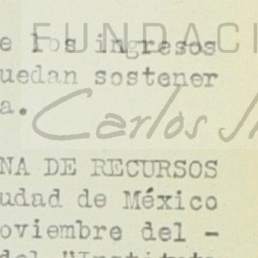 FUNDACI
e los ingresos
uedan sostener
a.
Carlos
NA DE RECURSOS
udad de México
oviembre del -
del "Instituto